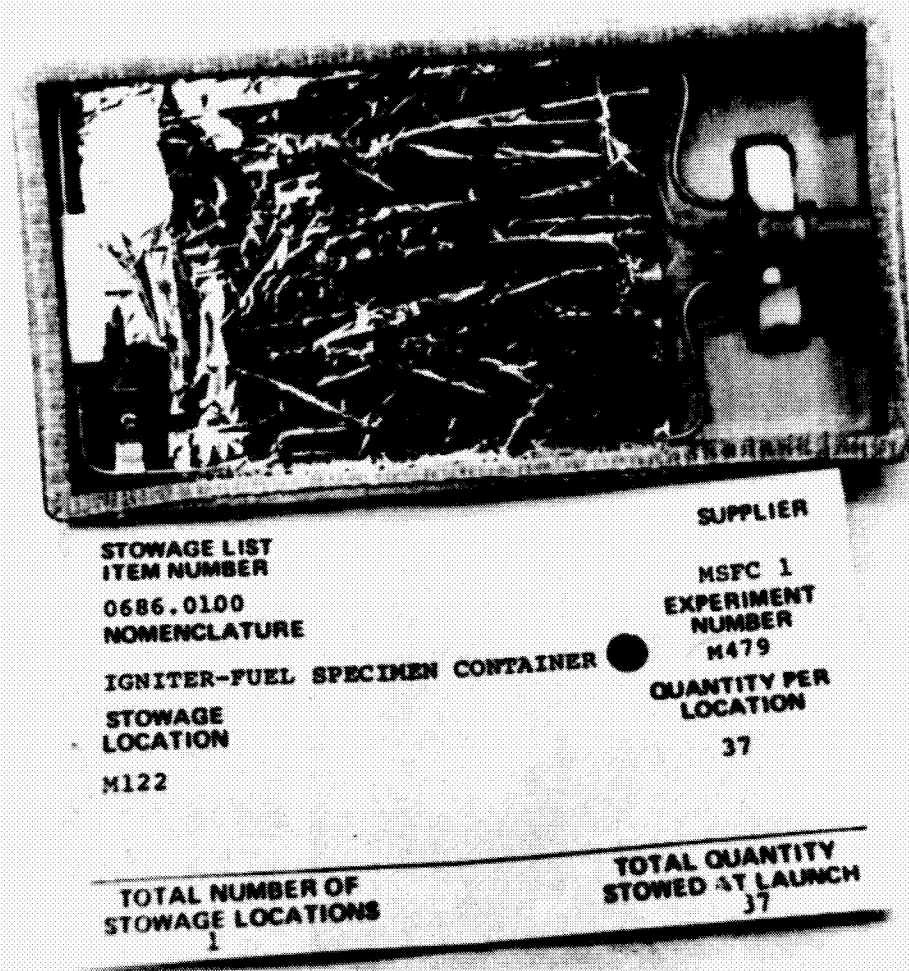 STOWAGE LIST
ITEM NUMBER
0686.0100
NOMENCLATURE
IGNITER-FUEL SPECIMEN CONTAINER
STOWAGE
LOCATION
M122
SUPPLIER
MSFC 1
EXPERIMENT
NUMBER
M479
QUANTITY PER
LOCATION
37
TOTAL NUMBER OF
STOWAGE LOCATIONS
1
TOTAL QUANTITY
STOWED AT LAUNCH
37